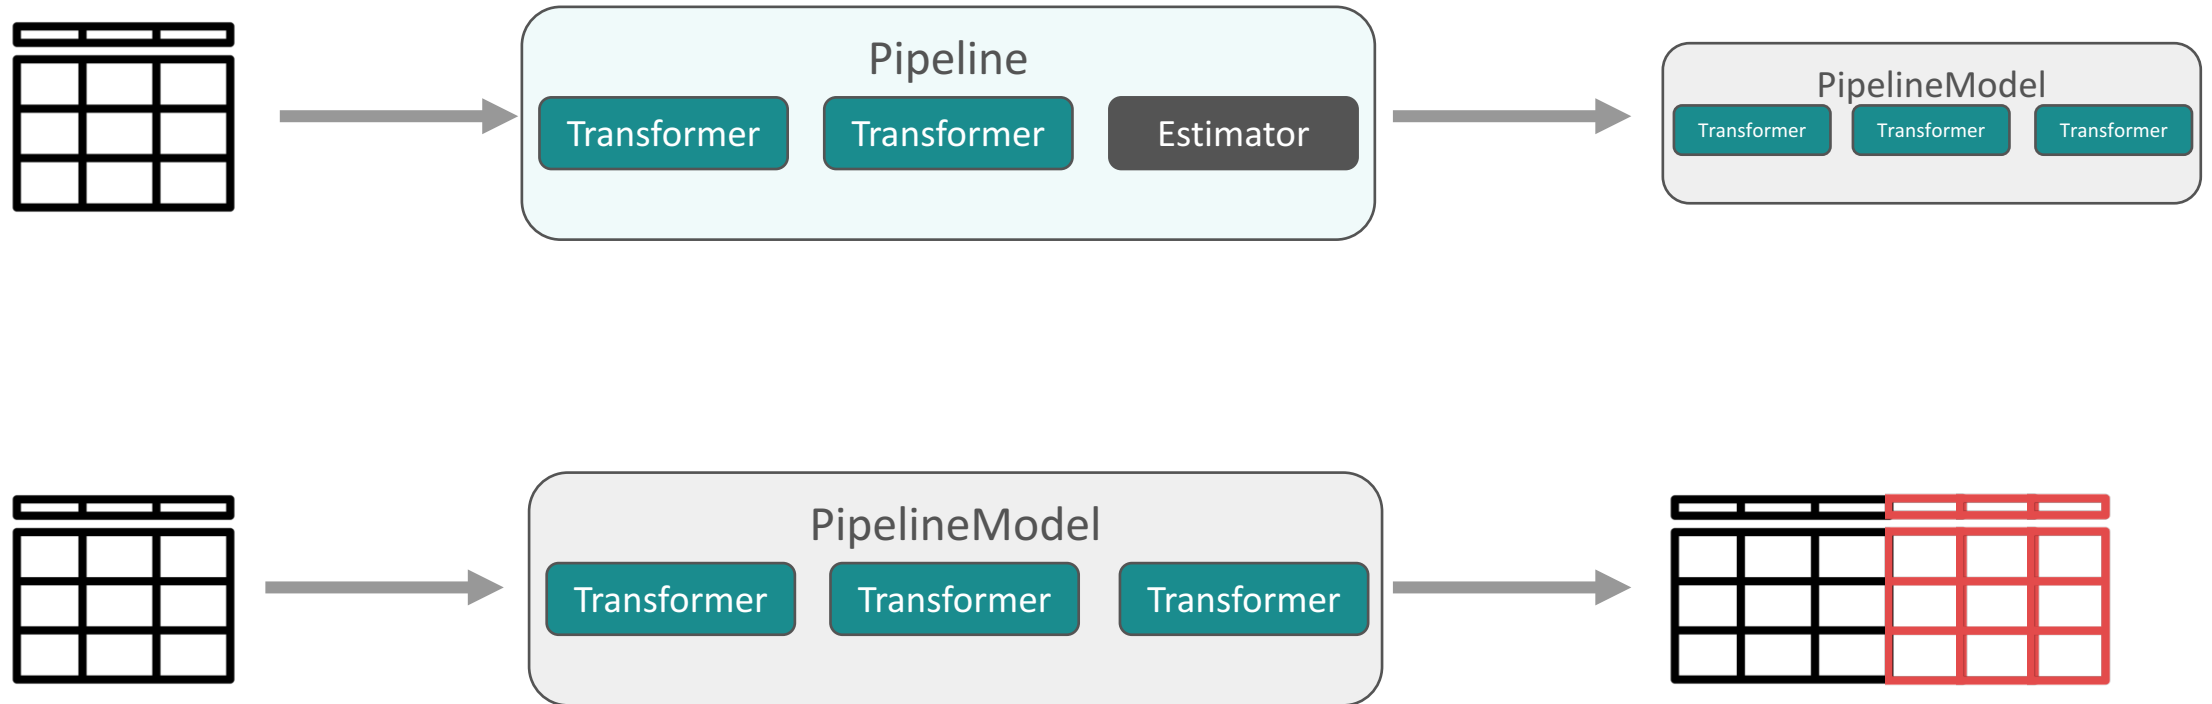 Pipeline
Transformer Transformer Estimator
PipelineModel
Transformer Transformer Transformer
PipelineModel
Transformer Transformer Transformer